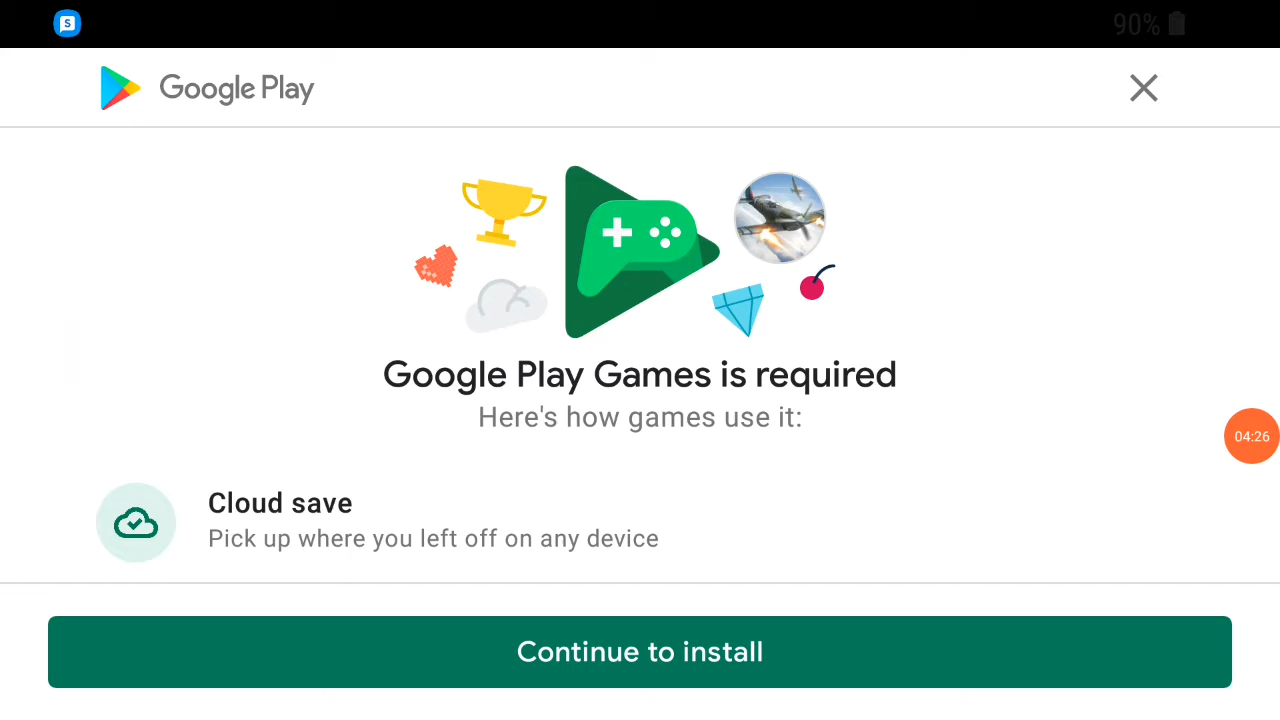 S
90%
Google Play
Google Play Games is required
Here's how games use it:
04:26
Cloud save
Pick up where you left off on any device
Continue to install